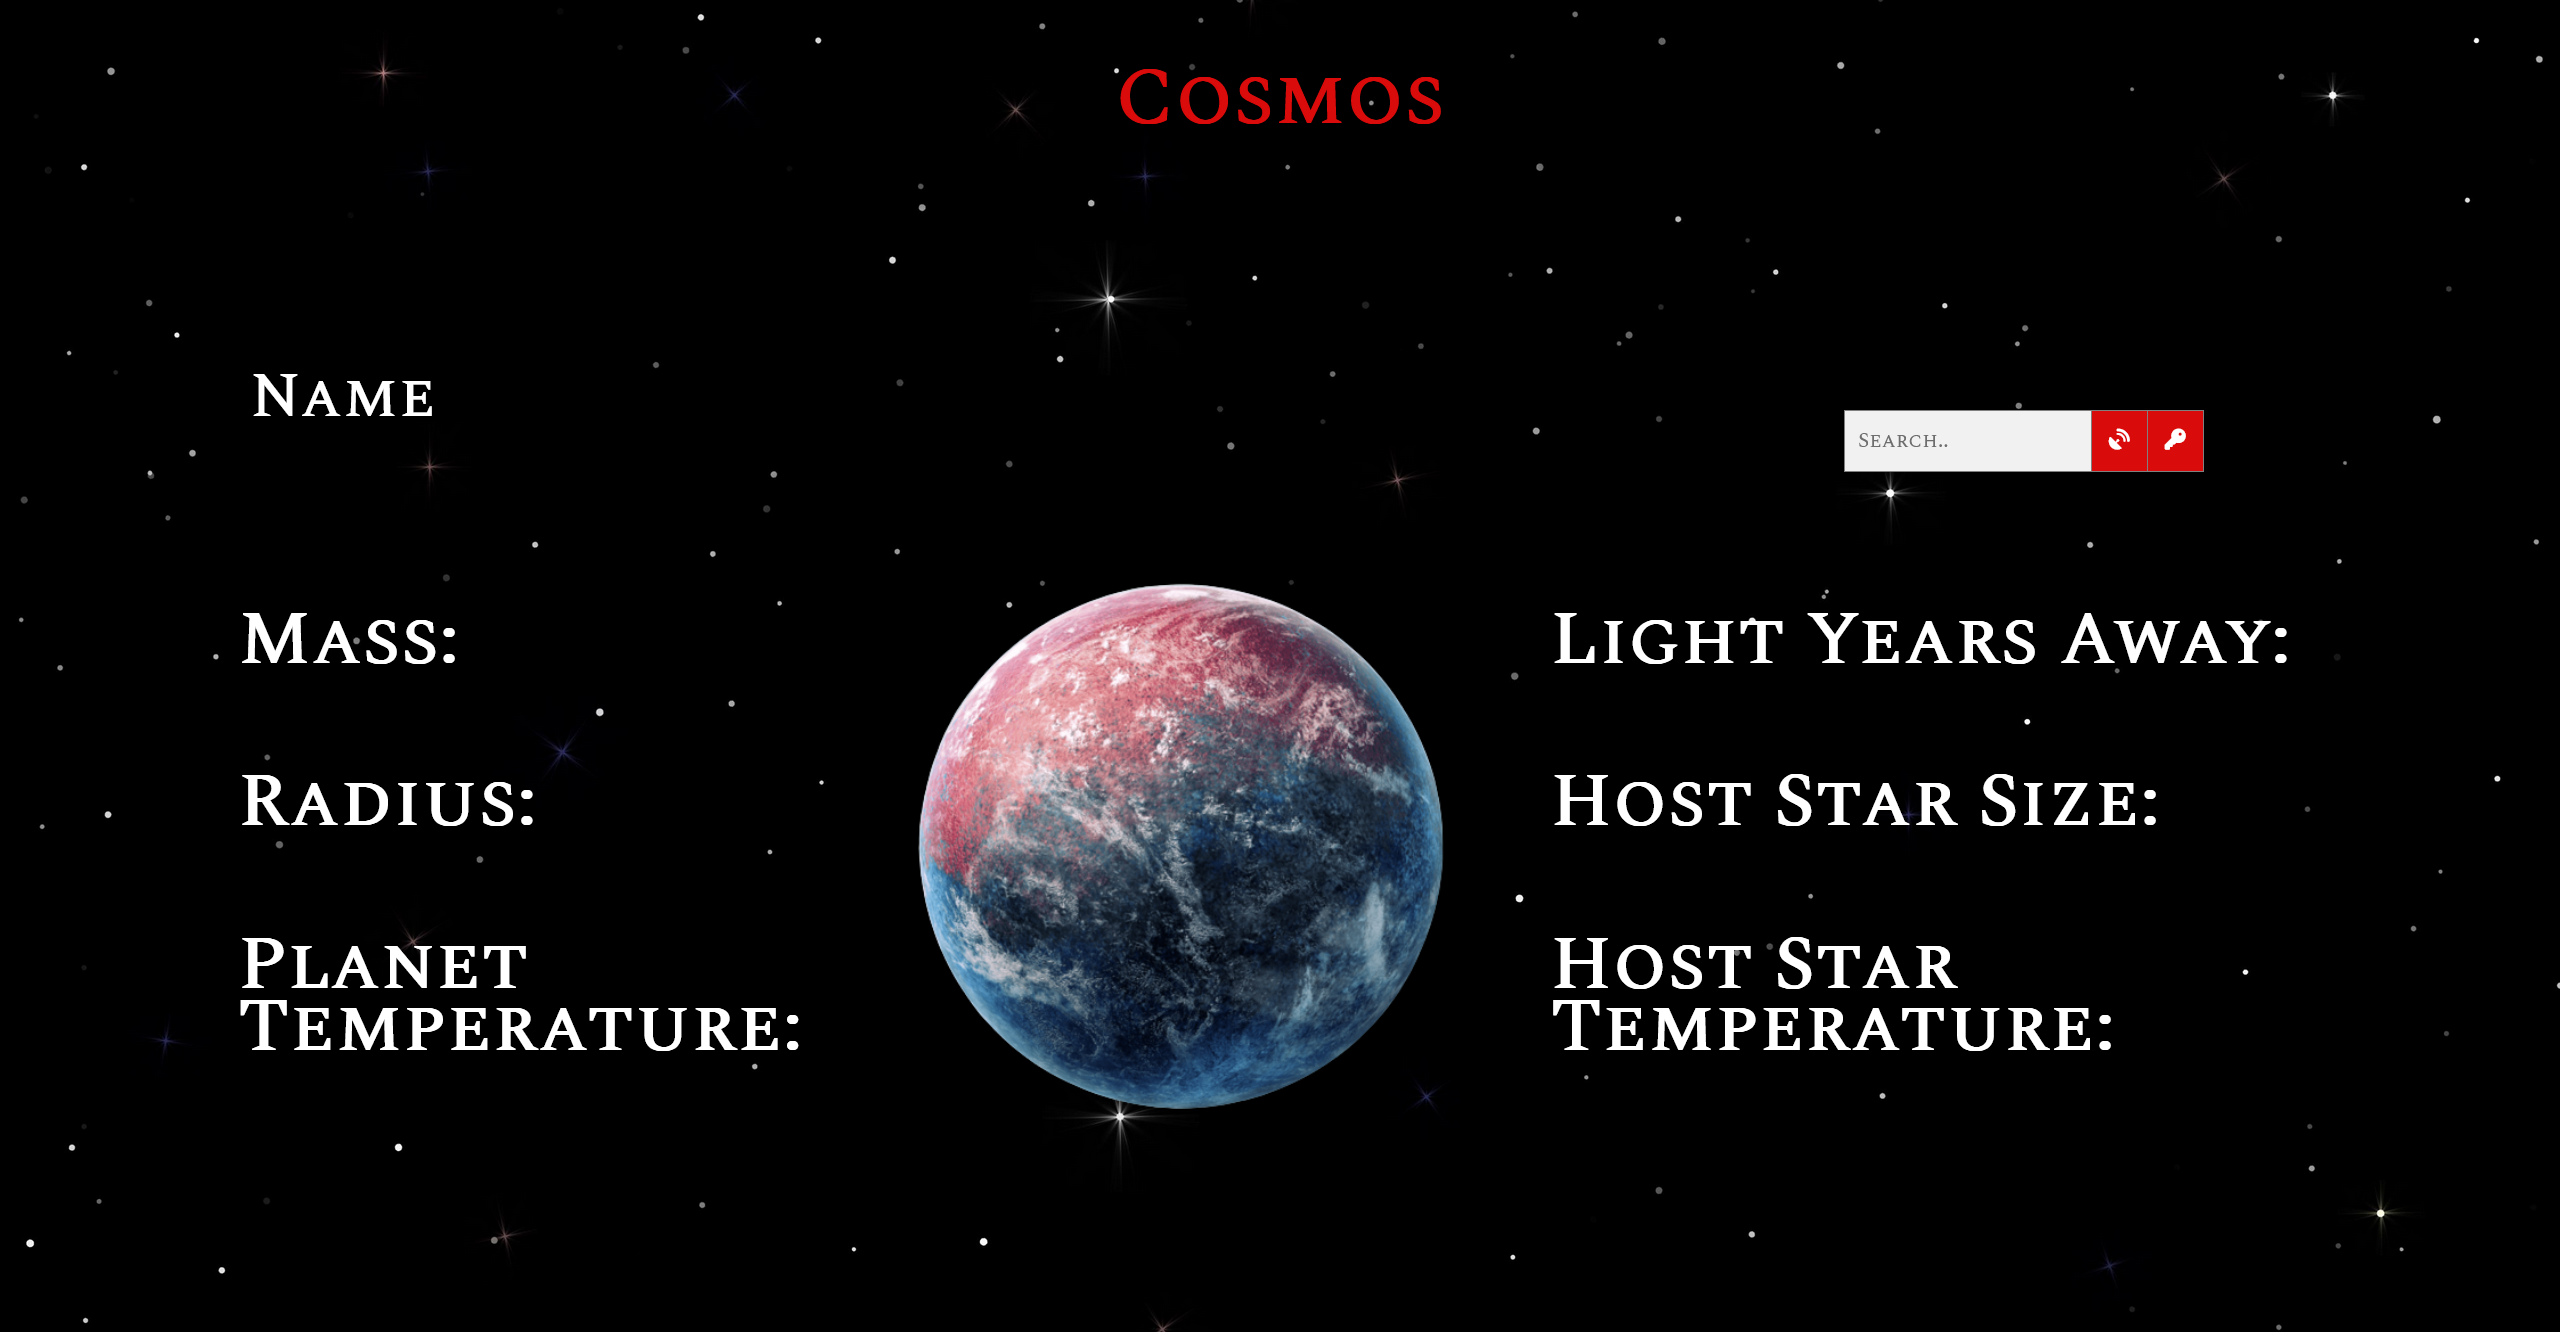 Cosmos
Name
Search..
Mass:
Light Years Away:
Radius:
Host Star Size:
Planet
Temperature:
Host Star
Temperature: